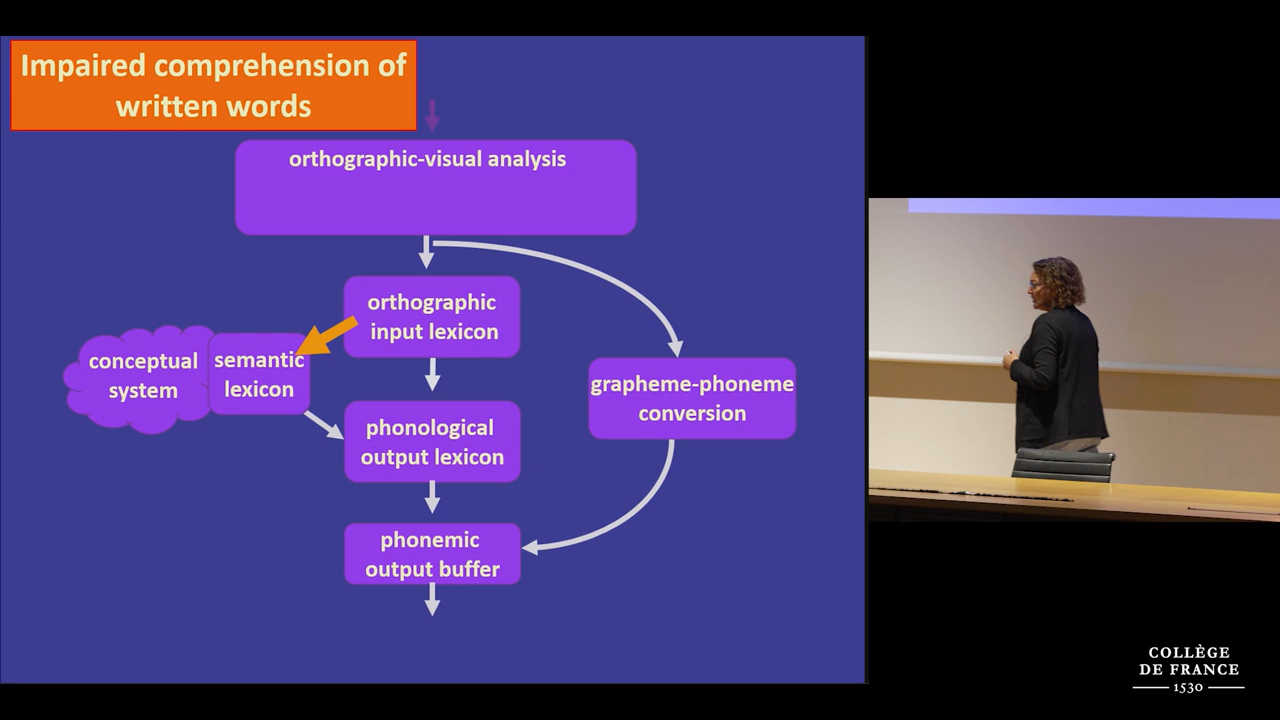 Impaired comprehension of
written words
orthographic-visual analysis
orthographic
input lexicon
conceptual
system
semantic
lexicon
grapheme-phoneme
conversion
phonological
output lexicon
phonemic
output buffer
COLLÈGE
DE FRANCE
1530